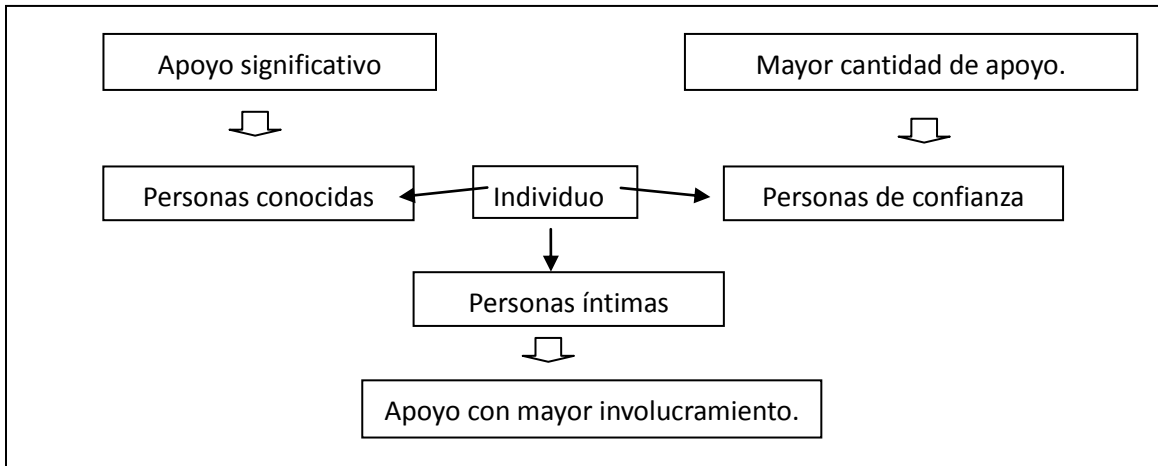 Apoyo significativo
Mayor cantidad de apoyo.
Personas conocidas
Individuo
Personas de confianza
Personas íntimas
Apoyo con mayor involucramiento.